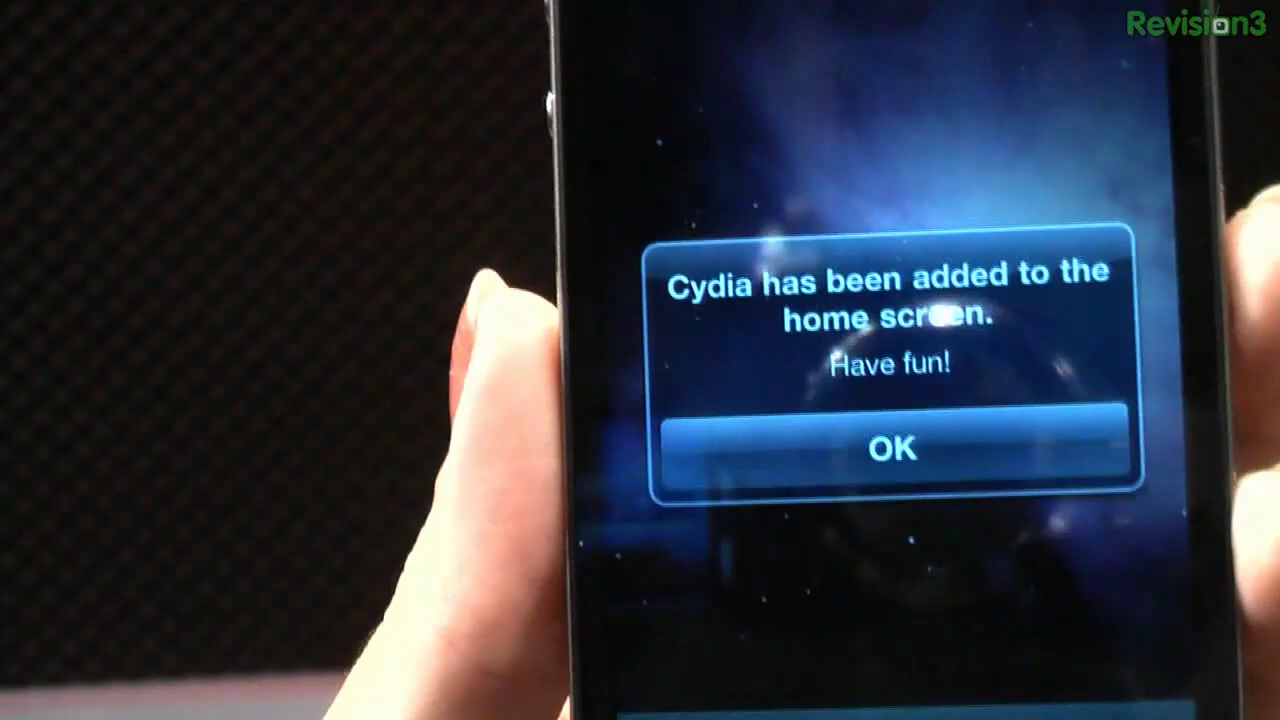 Revision3
Cydia has been added to the
home screen.
Have fun!
OK